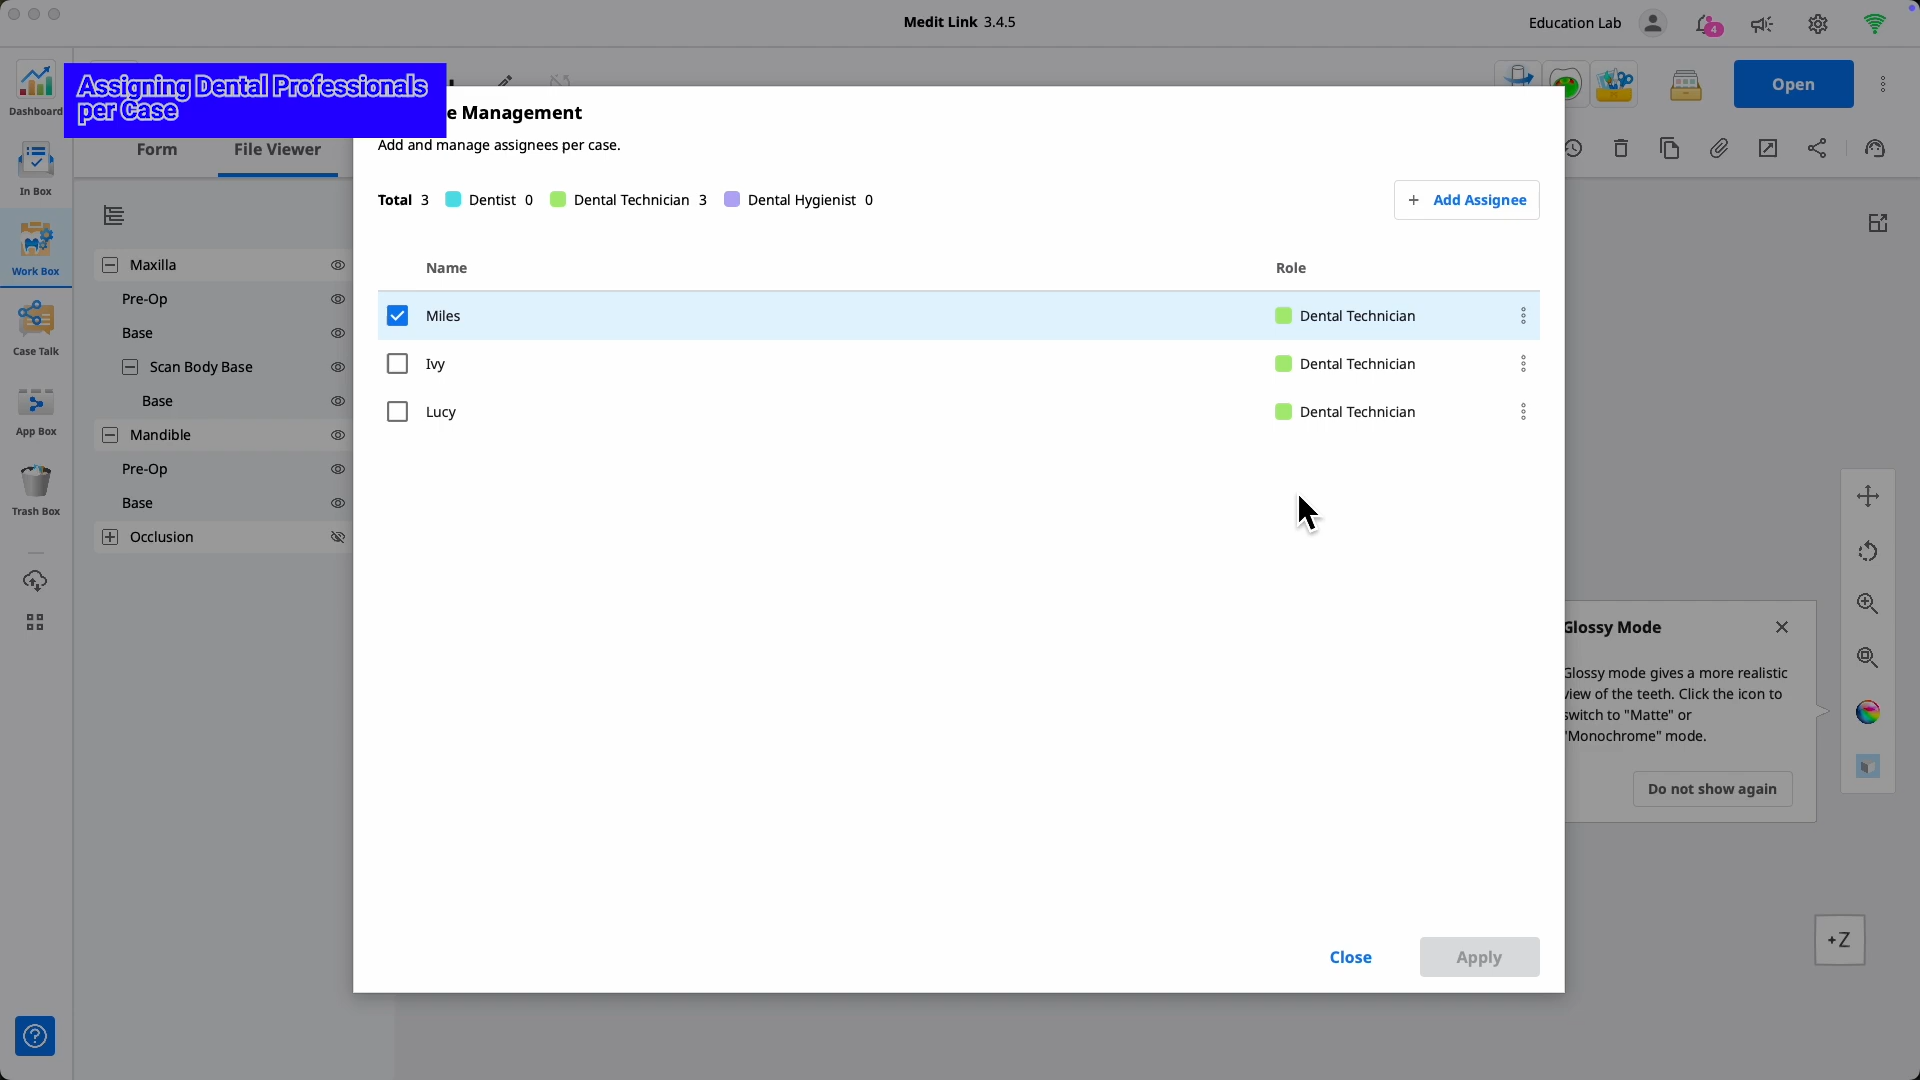 Medit Link 3.4.5
Education Lab
4
Assigning Dental Professionals
per Case
Open
Dashboard
In Box
Work Box
Case Talk
App Box
Trash Box
Form
File Viewer
Maxilla
Pre-Op
Base
Scan Body Base
Base
Mandible
Pre-Op
Base
Occlusion
e Management
Add and manage assignees per case.
Total 3 Dentist 0 Dental Technician 3 Dental Hygienist 0
+ Add Assignee
Name Role
Miles Dental Technician
Ivy Dental Technician
Lucy Dental Technician
Close
Apply
Glossy Mode
Glossy mode gives a more realistic
view of the teeth. Click the icon to
switch to "Matte" or
"Monochrome" mode.
Do not show again
+Z